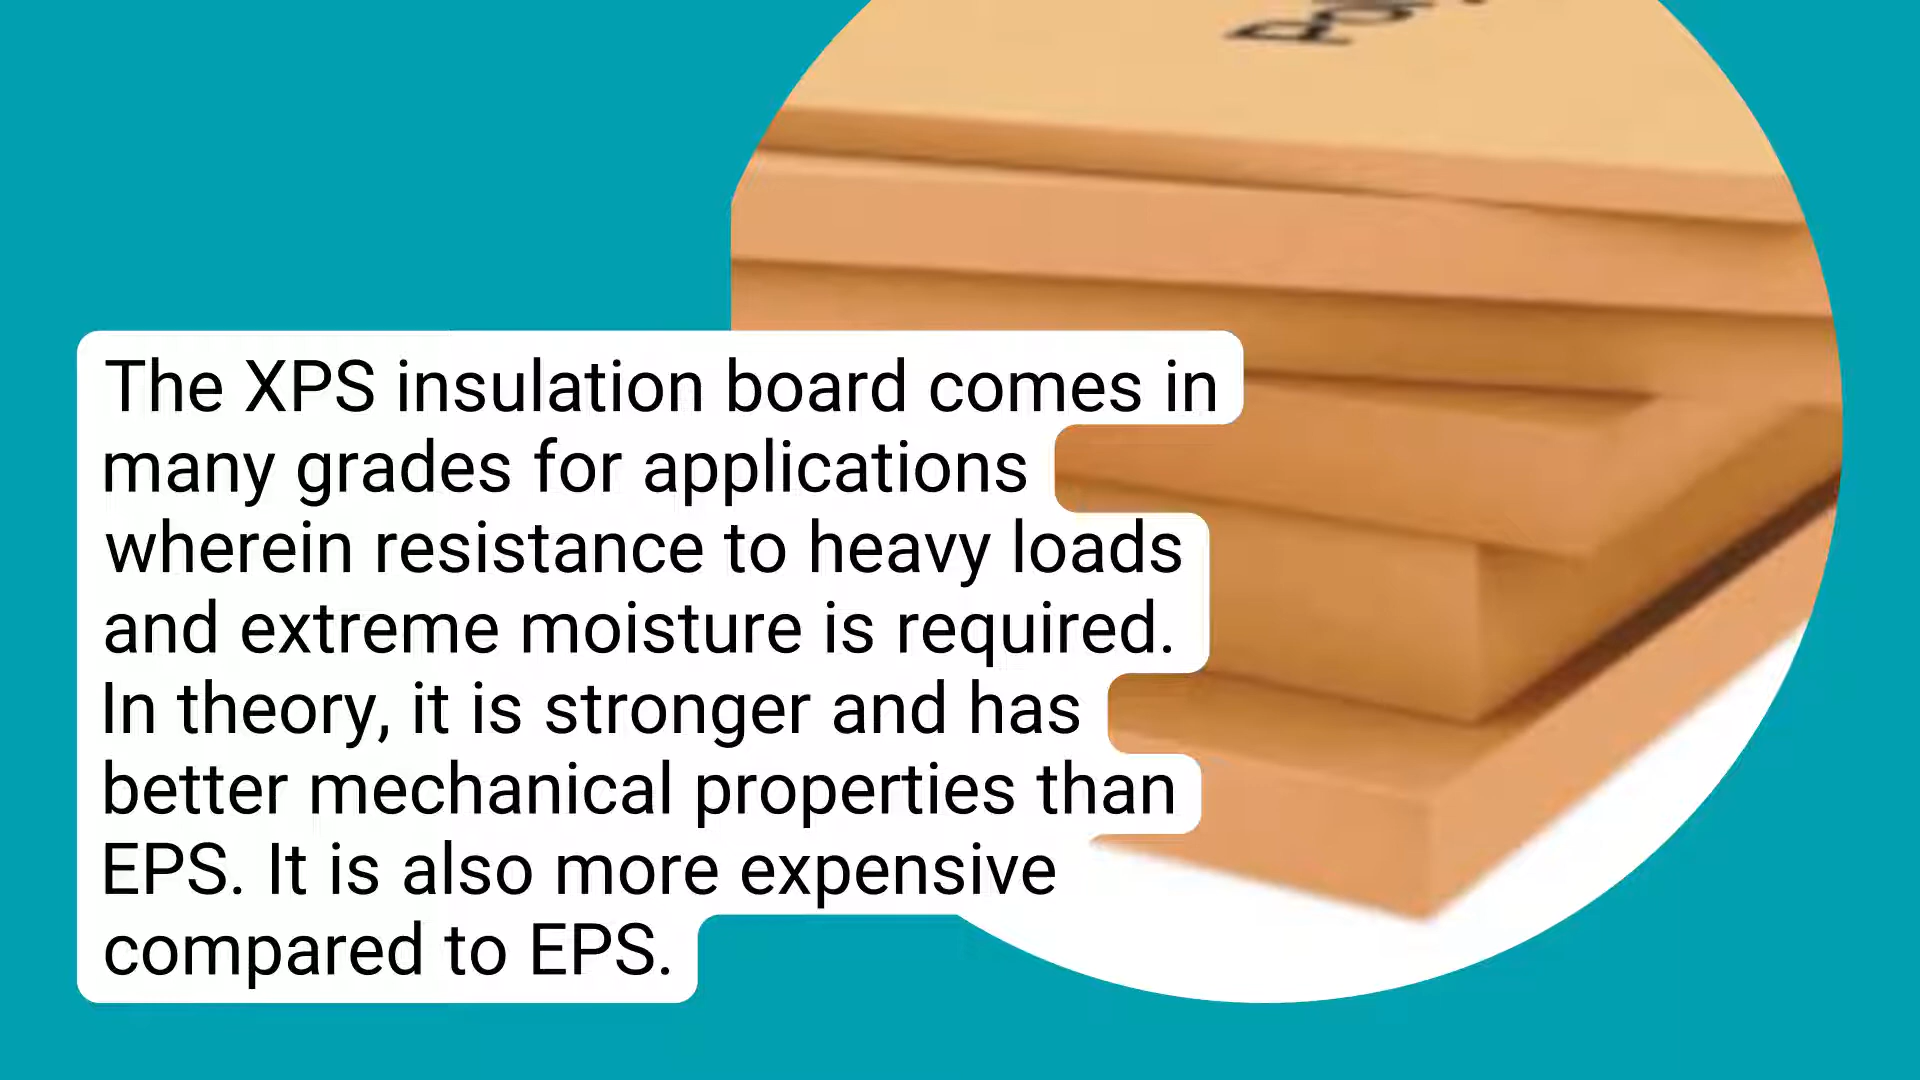 The XPS insulation board comes in
many grades for applications
wherein resistance to heavy loads
and extreme moisture is required.
In theory, it is stronger and has
better mechanical properties than
EPS. It is also more expensive
compared to EPS.